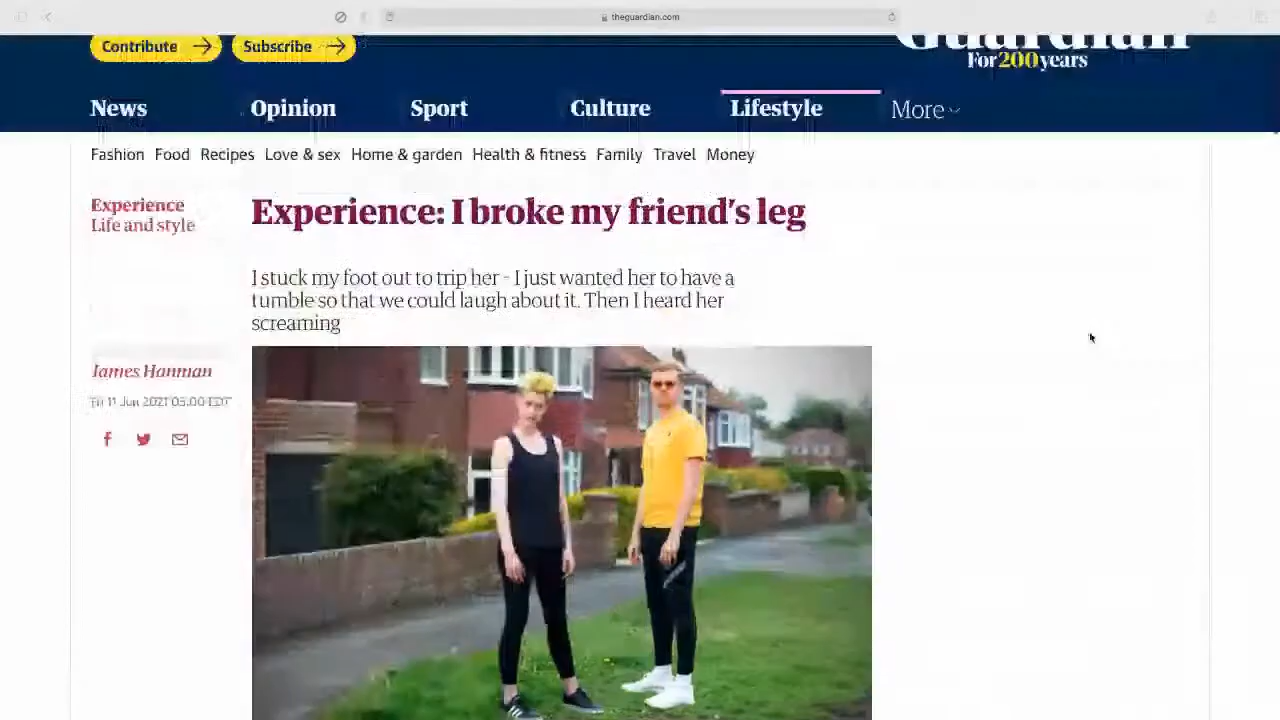 theguardian.com
Contribute
Subscribe
Guardian
For 200 years
News
Opinion
Sport
Culture
Lifestyle
More
Fashion Food Recipes Love & sex Home & garden Health & fitness Family Travel Money
Experience
Life and style
Experience: I broke my friend's leg
I stuck my foot out to trip her - I just wanted her to have a
tumble so that we could laugh about it. Then I heard her
screaming
James Hanman
Fri 11 Jun 2021 05.00 EDT